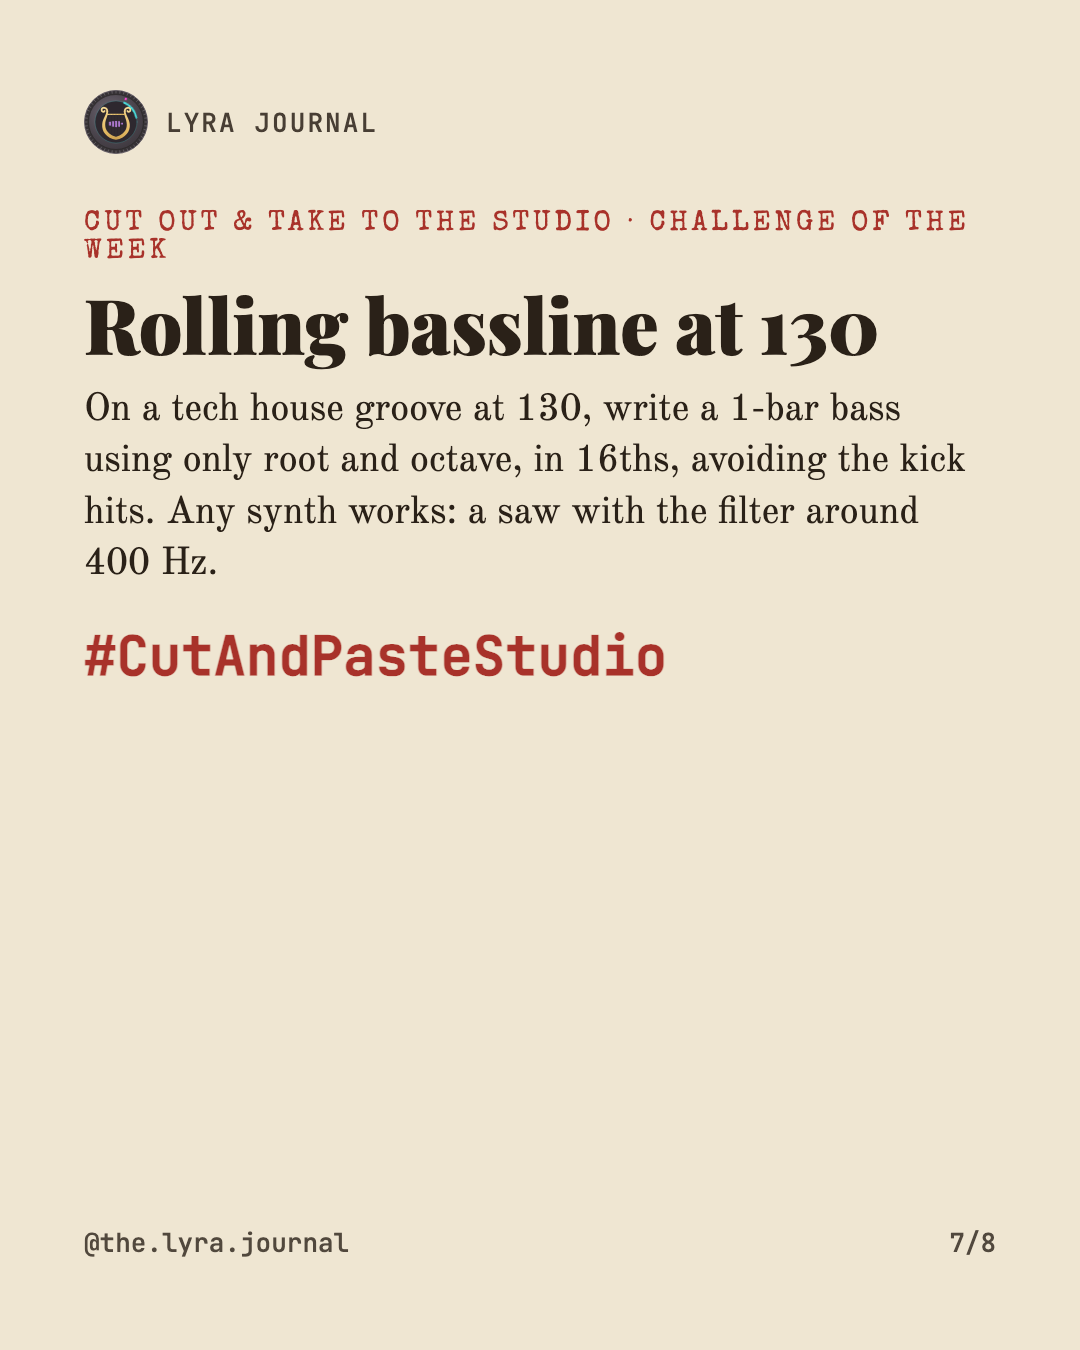 LYRA JOURNAL
CUT OUT & TAKE TO THE STUDIO · CHALLENGE OF THE
WEEK
Rolling bassline at 130
On a tech house groove at 130, write a 1-bar bass
using only root and octave, in 16ths, avoiding the kick
hits. Any synth works: a saw with the filter around
400 Hz.
#CutAndPasteStudio
@the.lyra.journal
7/8